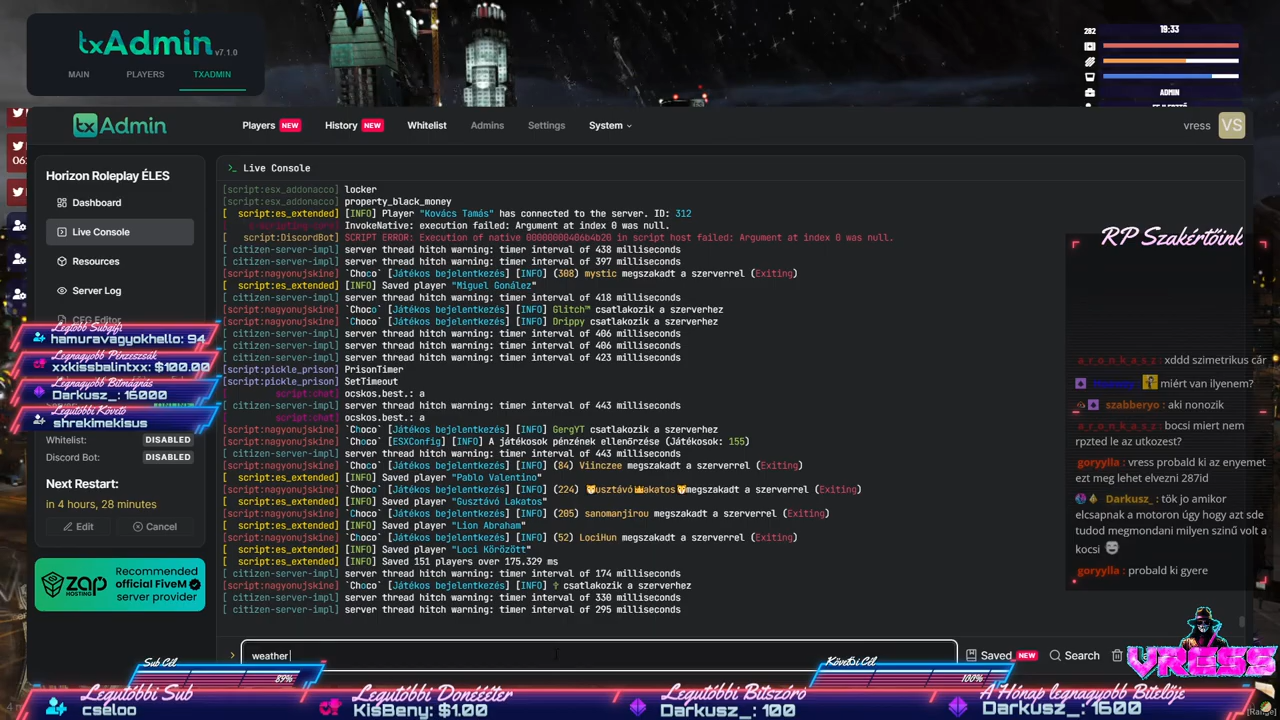 txAdmin v7.1.0
MAIN PLAYERS TXADMIN
282
19:33
ADMIN
txAdmin
Players NEW History NEW Whitelist Admins Settings System
vress VS
Horizon Roleplay ÉLES
Dashboard
Live Console
Resources
Server Log
CFG Editor
Legtöbb Subgifi
hamuravagyokhello: 94
Legnagyobb Pénzeszsák
xxkissbalintxx: $100.00
Legnagyobb Bitmágnás
Darkusz_: 16000
Legutóbbi Követő
shrekimekisus
Whitelist: DISABLED
Discord Bot: DISABLED
Next Restart:
in 4 hours, 28 minutes
Edit Cancel
ZAP HOSTING
Recommended
official FiveM
server provider
>_ Live Console
[script:esx_addonacco] locker
[script:esx_addonacco] property_black_money
[ script:es_extended] [INFO] Player "Kovács Tamás" has connected to the server. ID: 312
InvokeNative: execution failed: Argument at index 0 was null.
[ script:DiscordBot] SCRIPT ERROR: Execution of native 00000000406b4b20 in script host failed: Argument at index 0 was null.
[ citizen-server-impl] server thread hitch warning: timer interval of 438 milliseconds
[ citizen-server-impl] server thread hitch warning: timer interval of 397 milliseconds
[script:nagyonujskine] `Choco` [Játékos bejelentkezés] [INFO] (308) mystic megszakadt a szerverrel (Exiting)
[ script:es_extended] [INFO] Saved player "Miguel Gonález"
[ citizen-server-impl] server thread hitch warning: timer interval of 418 milliseconds
[script:nagyonujskine] `Choco` [Játékos bejelentkezés] [INFO] Glitch™ csatlakozik a szerverhez
[script:nagyonujskine] `Choco` [Játékos bejelentkezés] [INFO] Drippy csatlakozik a szerverhez
[ citizen-server-impl] server thread hitch warning: timer interval of 406 milliseconds
[ citizen-server-impl] server thread hitch warning: timer interval of 406 milliseconds
[ citizen-server-impl] server thread hitch warning: timer interval of 423 milliseconds
[script:pickle_prison] PrisonTimer
[script:pickle_prison] SetTimeout
[ script:chat] ocskos.best.: a
[ citizen-server-impl] server thread hitch warning: timer interval of 443 milliseconds
[ script:chat] ocskos.best.: a
[script:nagyonujskine] `Choco` [Játékos bejelentkezés] [INFO] GergYT csatlakozik a szerverhez
[script:nagyonujskine] `Choco` [ESXConfig] [INFO] A játékosok pénzének ellenőrzése (Játékosok: 155)
[ citizen-server-impl] server thread hitch warning: timer interval of 443 milliseconds
[script:nagyonujskine] `Choco` [Játékos bejelentkezés] [INFO] (84) Viinczee megszakadt a szerverrel (Exiting)
[ script:es_extended] [INFO] Saved player "Pablo Valentino"
[script:nagyonujskine] `Choco` [Játékos bejelentkezés] [INFO] (224) 🐯usztávó👑akatos🐯megszakadt a szerverrel (Exiting)
[ script:es_extended] [INFO] Saved player "Gusztávó Lakatos"
[script:nagyonujskine] `Choco` [Játékos bejelentkezés] [INFO] (205) sanomanjirou megszakadt a szerverrel (Exiting)
[ script:es_extended] [INFO] Saved player "Lion Abraham"
[script:nagyonujskine] `Choco` [Játékos bejelentkezés] [INFO] (52) LociHun megszakadt a szerverrel (Exiting)
[ script:es_extended] [INFO] Saved player "Loci Körözött"
[ script:es_extended] [INFO] Saved 151 players over 175.329 ms
[ citizen-server-impl] server thread hitch warning: timer interval of 174 milliseconds
[script:nagyonujskine] `Choco` [Játékos bejelentkezés] [INFO] ? csatlakozik a szerverhez
[ citizen-server-impl] server thread hitch warning: timer interval of 330 milliseconds
[ citizen-server-impl] server thread hitch warning: timer interval of 295 milliseconds
weather
Saved NEW Search
RP Szakértőink
aronkasz: xddd szimetrikus cár
miért van ilyenem?
szabberyo: aki nonozik
aronkasz: bocsi miert nem
rpzted le az utkozest?
goryylla: vress probald ki az enyemet
ezt meg lehet elvezni 287id
Darkusz_: tök jo amikor
elcsapnak a motoron úgy hogy azt sde
tudod megmondani milyen színű volt a
kocsi
goryylla: probald ki gyere
VRESS
Sub Cél
89%
Követési Cél
100%
Legutóbbi Sub
cseloo
Legutóbbi Donéééter
KisBeny: $1.00
Legutóbbi Bitszóró
Darkusz_: 100
A Hónap legnagyobb Bitelője
Darkusz_: 1600